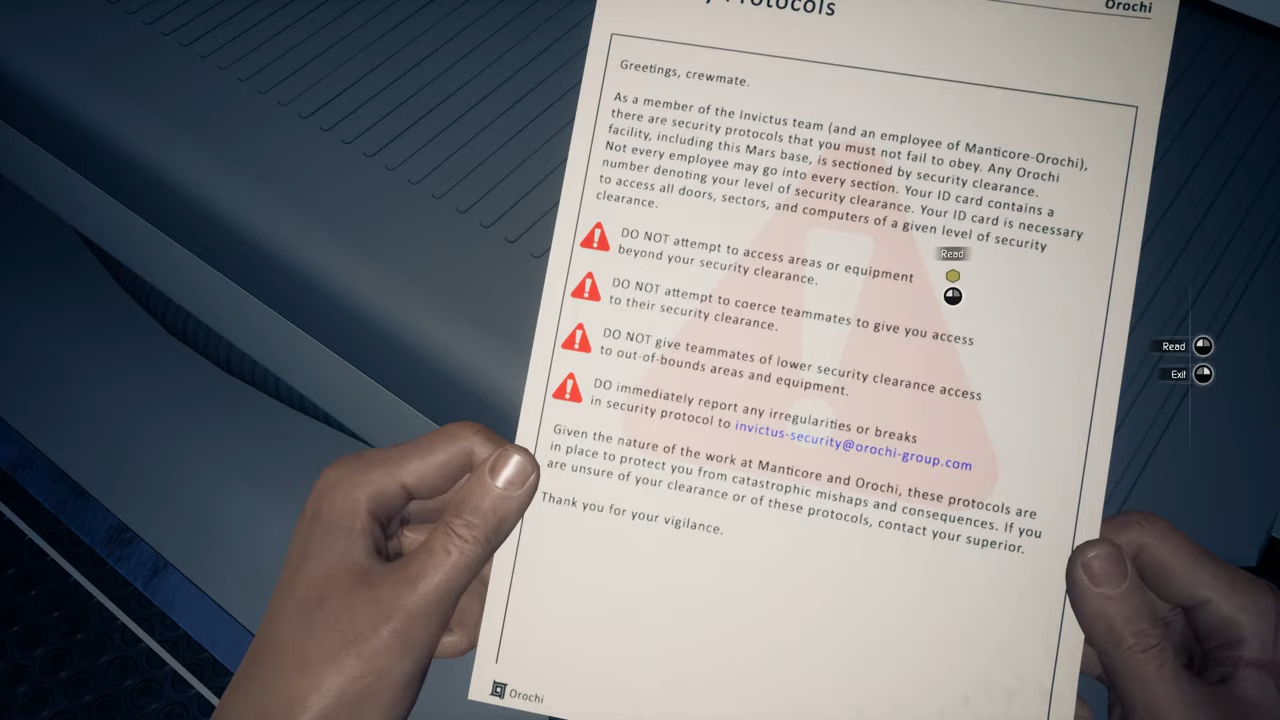 Protocols
Orochi
Greetings, crewmate.
As a member of the Invictus team (and an employee of Manticore-Orochi),
there are security protocols that you must not fail to obey. Any Orochi
facility, including this Mars base, is sectioned by security clearance.
Not every employee may go into every section. Your ID card contains a
number denoting your level of security clearance. Your ID card is necessary
to access all doors, sectors, and computers of a given level of security
clearance.
DO NOT attempt to access areas or equipment
beyond your security clearance.
DO NOT attempt to coerce teammates to give you access
to their security clearance.
DO NOT give teammates of lower security clearance access
to out-of-bounds areas and equipment.
DO immediately report any irregularities or breaks
in security protocol to invictus-security@orochi-group.com
Given the nature of the work at Manticore and Orochi, these protocols are
in place to protect you from catastrophic mishaps and consequences. If you
are unsure of your clearance or of these protocols, contact your superior.
Thank you for your vigilance.
Orochi
Read
Read
Exit